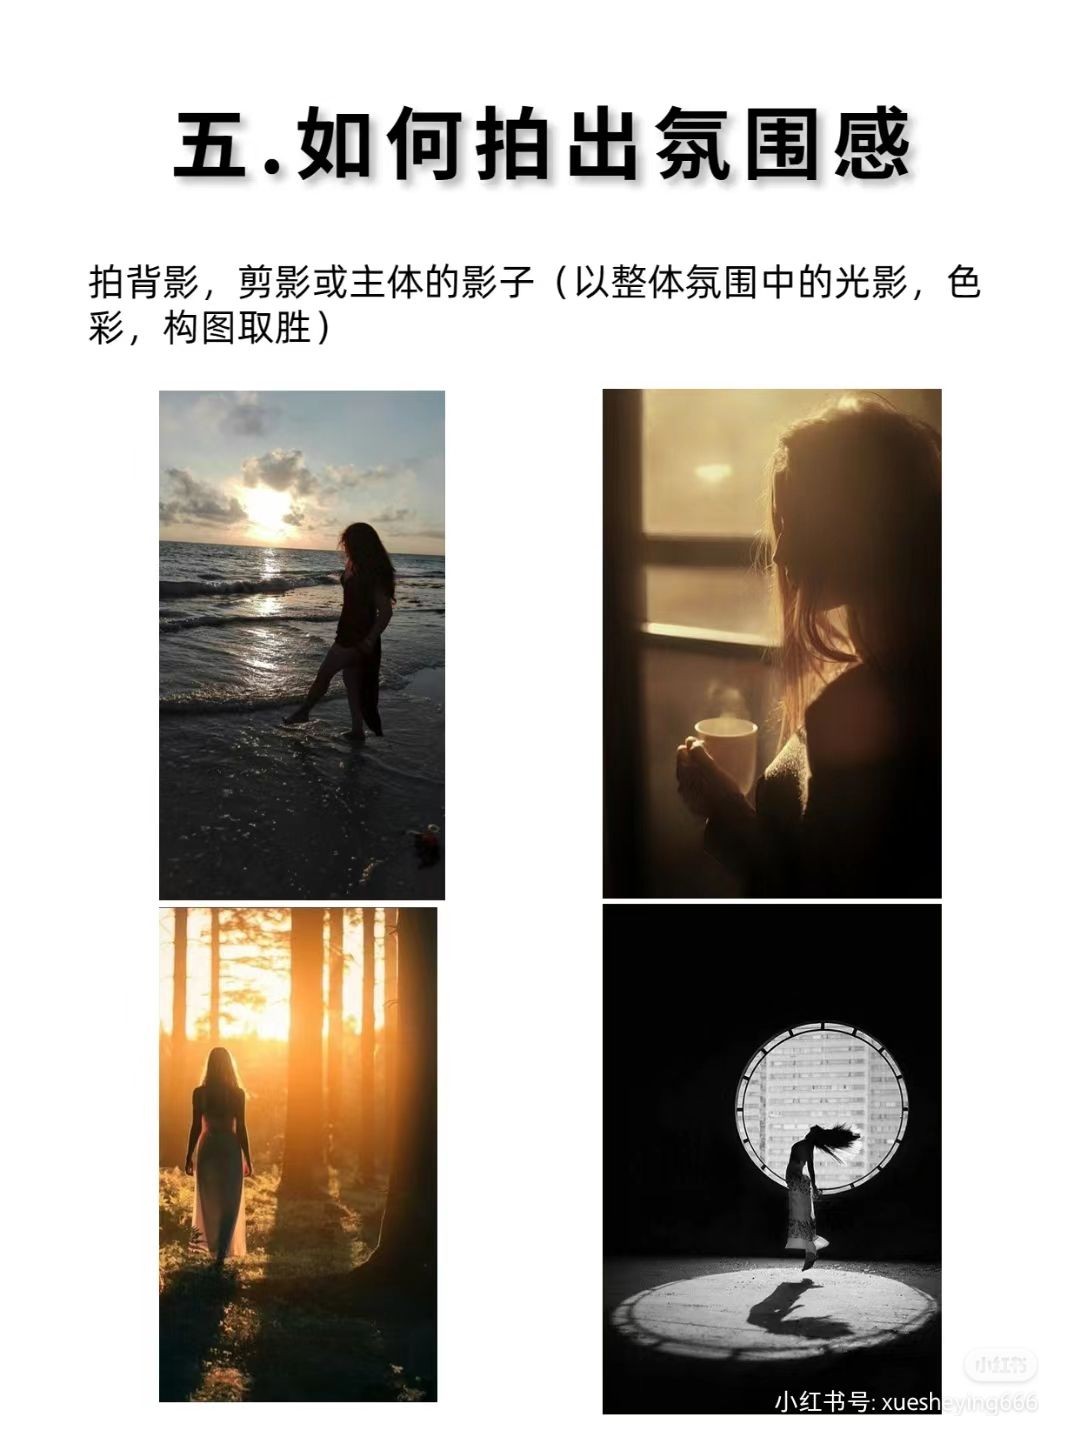 五.如何拍出氛围感
拍背影，剪影或主体的影子（以整体氛围中的光影，色
彩，构图取胜）
小红书
小红书号: xuesheying666